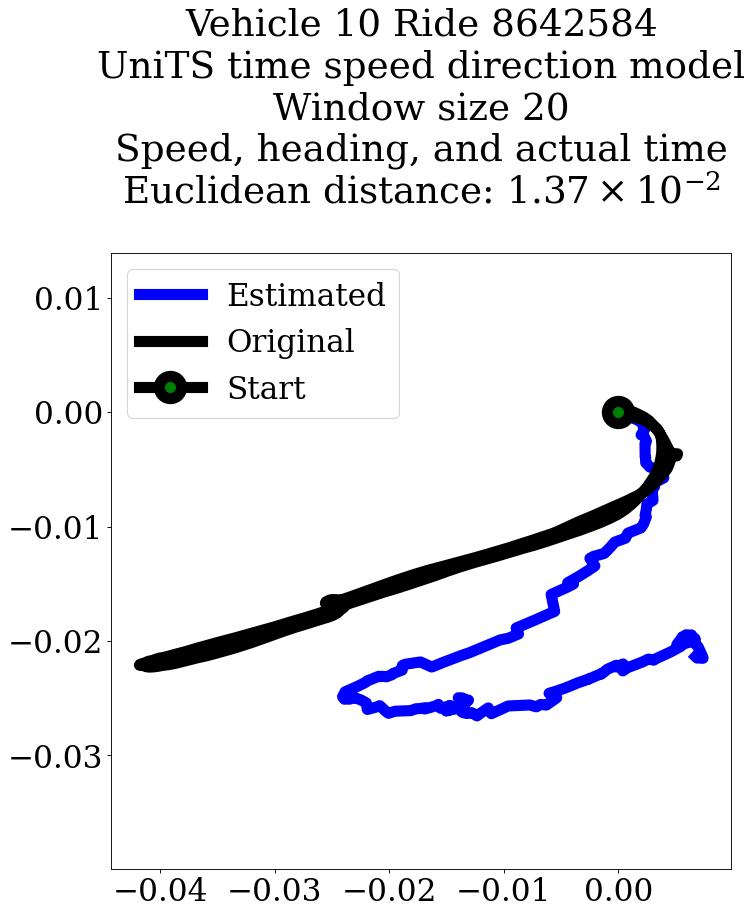 Vehicle 10 Ride 8642584
UniTS time speed direction model
Window size 20
Speed, heading, and actual time
Euclidean distance: 1.37 × 10⁻²
Estimated
Original
Start
0.01
0.00
−0.01
−0.02
−0.03
−0.04 −0.03 −0.02 −0.01 0.00